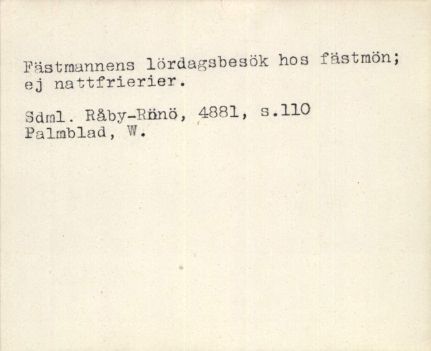 Fästmannens lördagsbesök hos fästmön;
ej nattfrierier.
Sdml. Råby-Rönö, 4881, s.110
Palmblad, W.